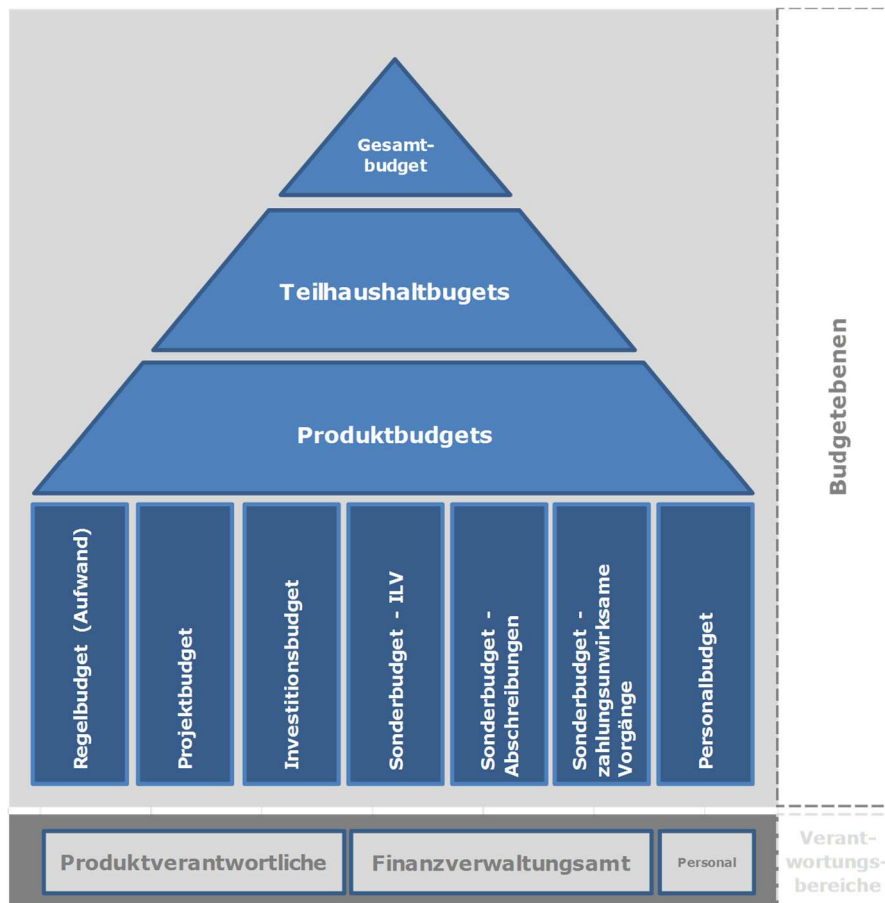 Gesamt-
budget
Teilhaushaltbugets
Produktbudgets
Budgetebenen
Regelbudget (Aufwand)
Projektbudget
Investitionsbudget
Sonderbudget - ILV
Sonderbudget -
Abschreibungen
Sonderbudget -
zahlungsunwirksame
Vorgänge
Personalbudget
Produktverantwortliche
Finanzverwaltungsamt
Personal
Verant-
wortungs-
bereiche